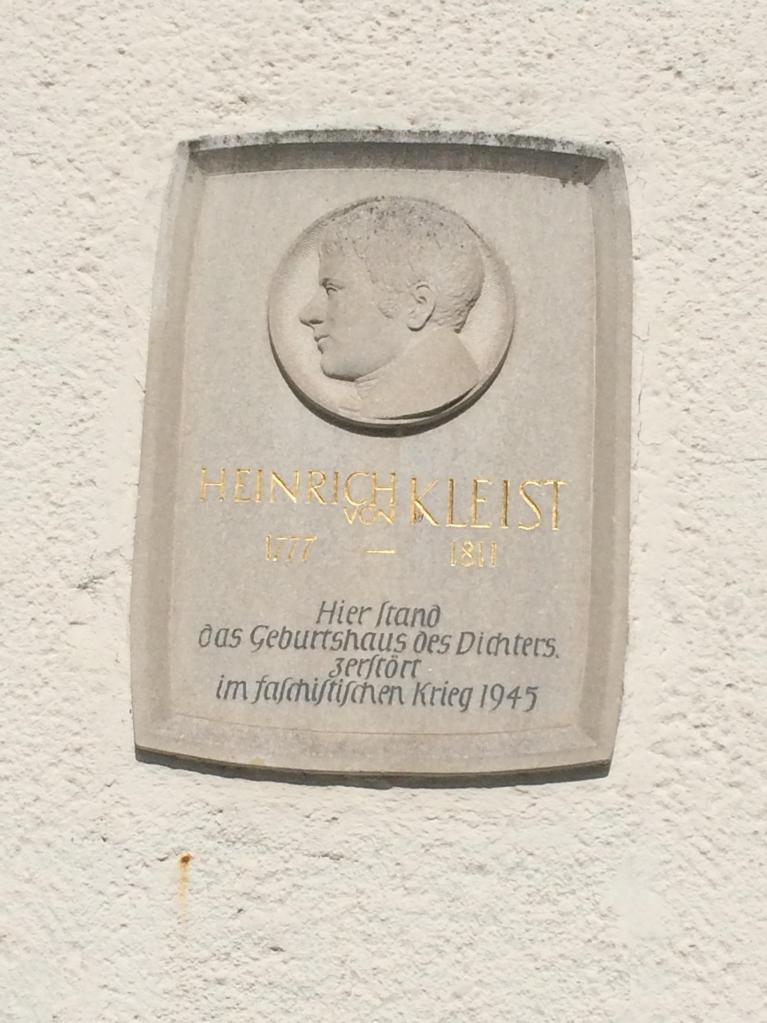 HEINRICH VON KLEIST
1777 — 1811
Hier ſtand
das Geburtshaus des Dichters.
zerſtört
im faſchiſtiſchen Krieg 1945